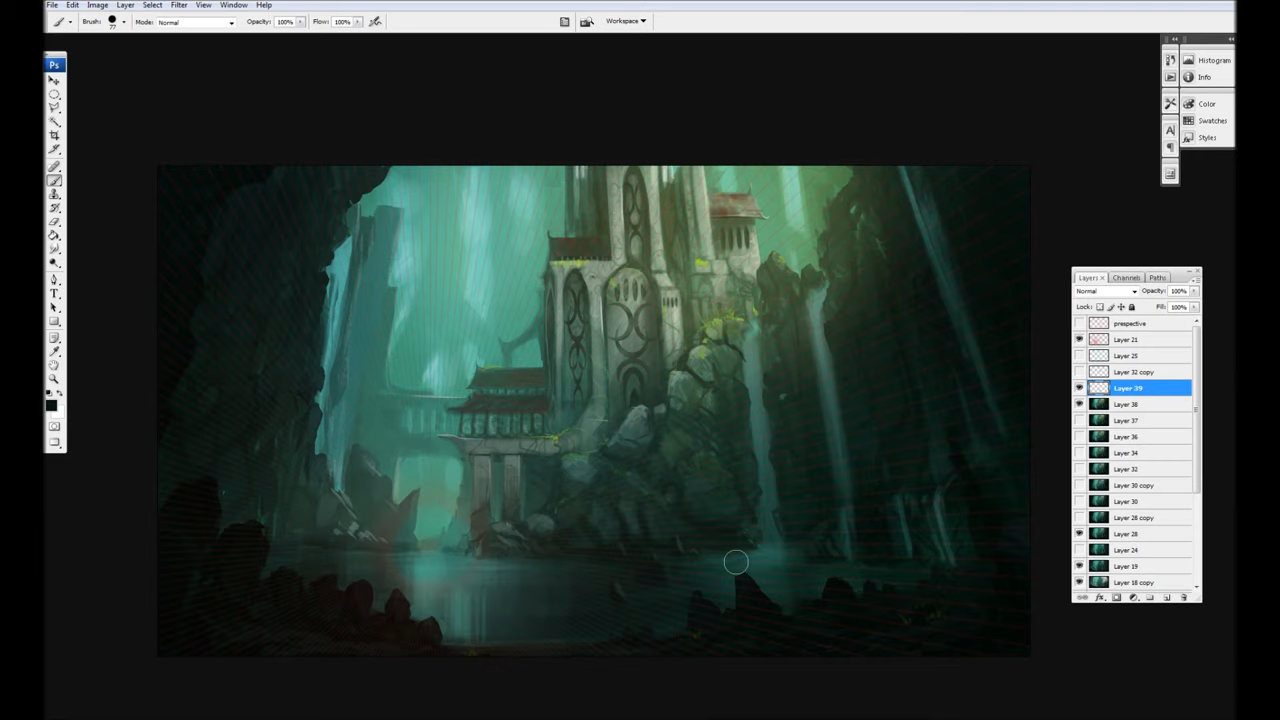 File Edit Image Layer Select Filter View Window Help
Brush: 77 Mode: Normal Opacity: 100% Flow: 100% Workspace
Ps
Histogram
Info
Color
Swatches
Styles
Layers × Channels Paths
Normal Opacity: 100%
Lock: Fill: 100%
prespective
Layer 21
Layer 25
Layer 32 copy
Layer 39
Layer 38
Layer 37
Layer 36
Layer 34
Layer 32
Layer 30 copy
Layer 30
Layer 28 copy
Layer 28
Layer 24
Layer 19
Layer 18 copy